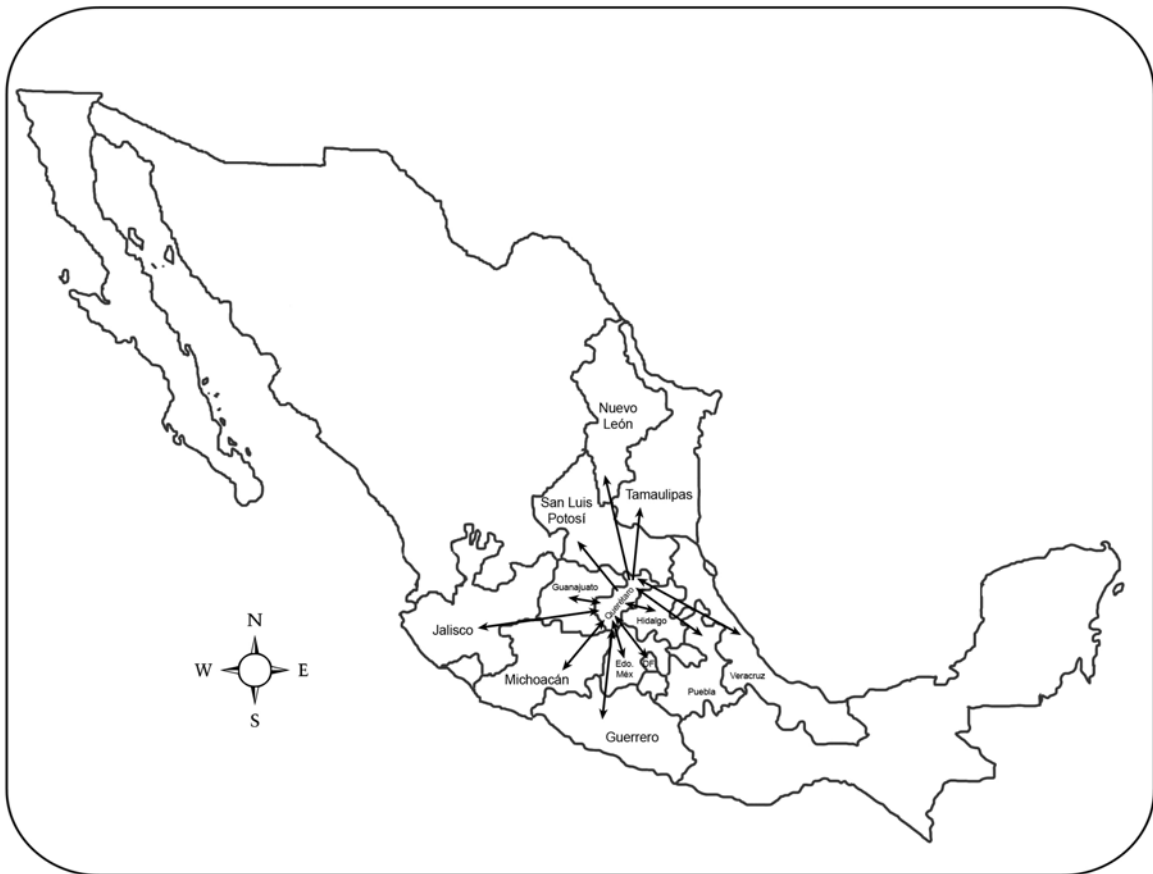 Nuevo
León
San Luis
Potosí
Tamaulipas
Guanajuato
Querétaro
Hidalgo
Jalisco
N
W
E
S
Michoacán
Edo.
Méx
DF
Puebla
Veracruz
Guerrero